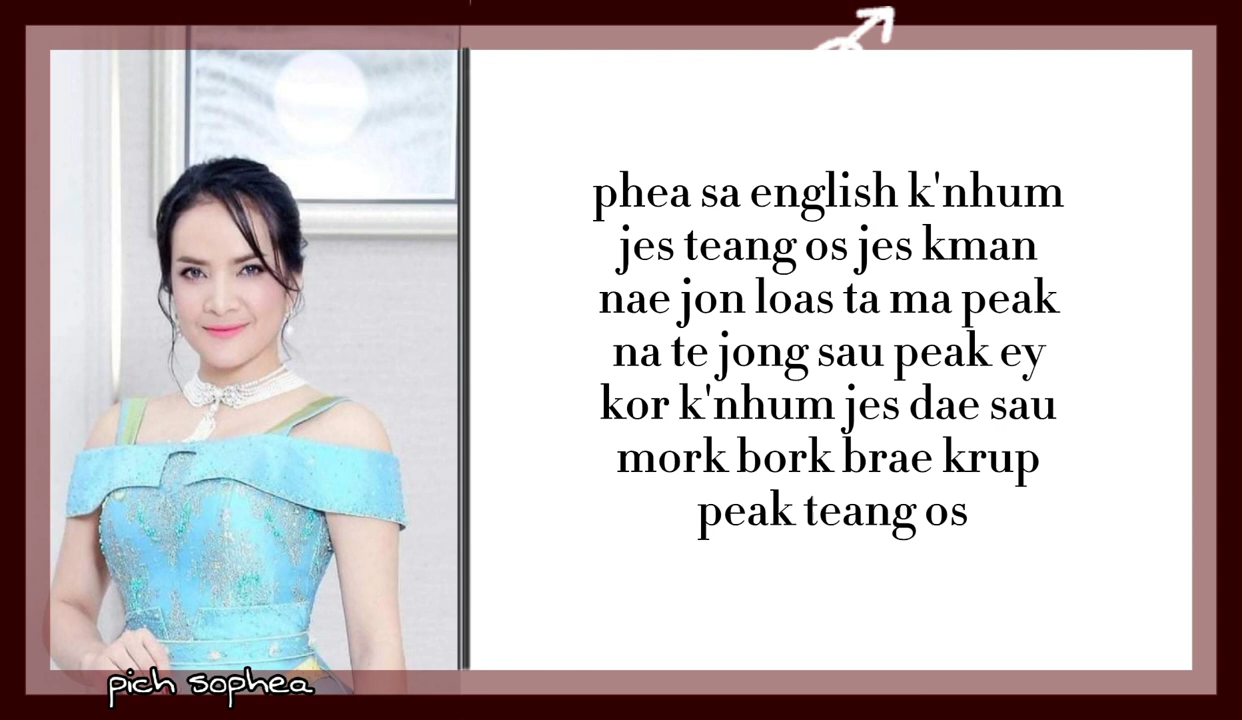 phea sa english k'nhum
jes teang os jes kman
nae jon loas ta ma peak
na te jong sau peak ey
kor k'nhum jes dae sau
mork bork brae krup
peak teang os
pich sophea